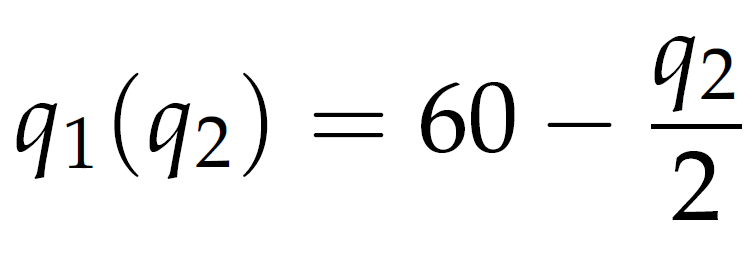 q₁(q₂) = 60 − q₂/2